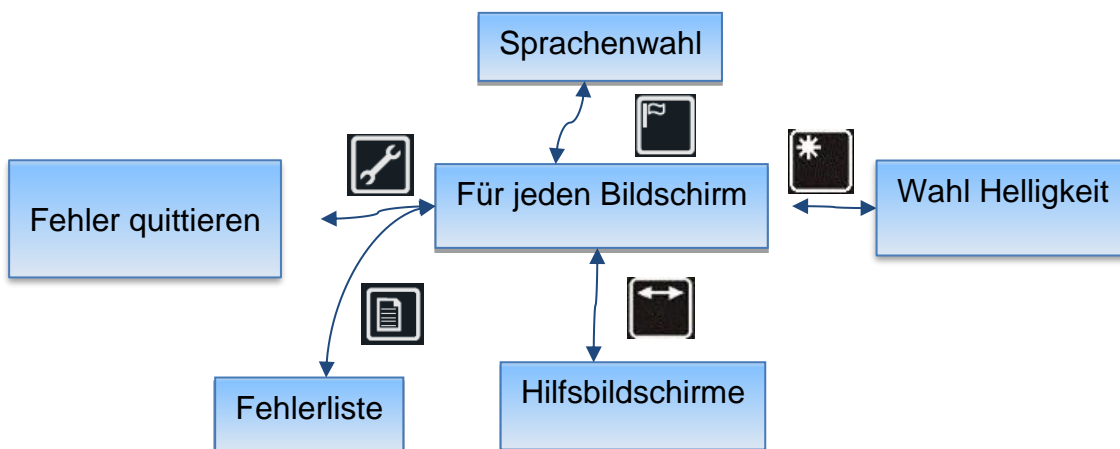 Sprachenwahl
Fehler quittieren
Für jeden Bildschirm
Wahl Helligkeit
Fehlerliste
Hilfsbildschirme